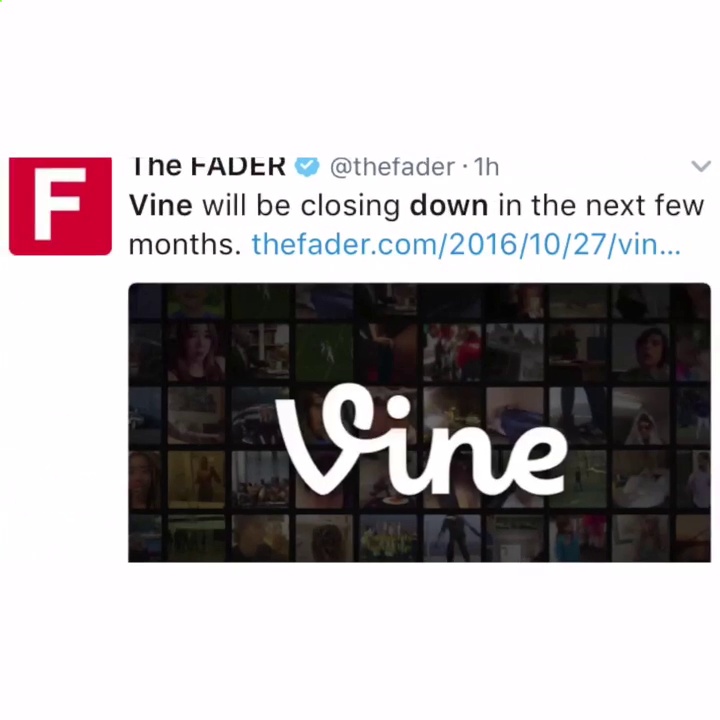 F
The FADER @thefader · 1h
Vine will be closing down in the next few
months. thefader.com/2016/10/27/vin...
Vine